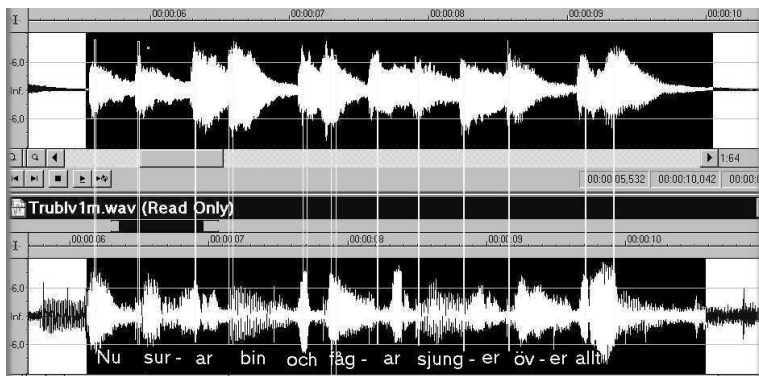 00:00:06 00:00:07 00:00:08 00:00:09 00:00:10
-6,0
-Inf.
-6,0
1:64
00:00:05,532 00:00:10,042
Trublv1m.wav (Read Only)
00:00:06 00:00:07 00:00:08 00:00:09 00:00:10
-6,0
-Inf.
-6,0
Nu sur- ar bin och fåg- ar sjung- er öv- er allt